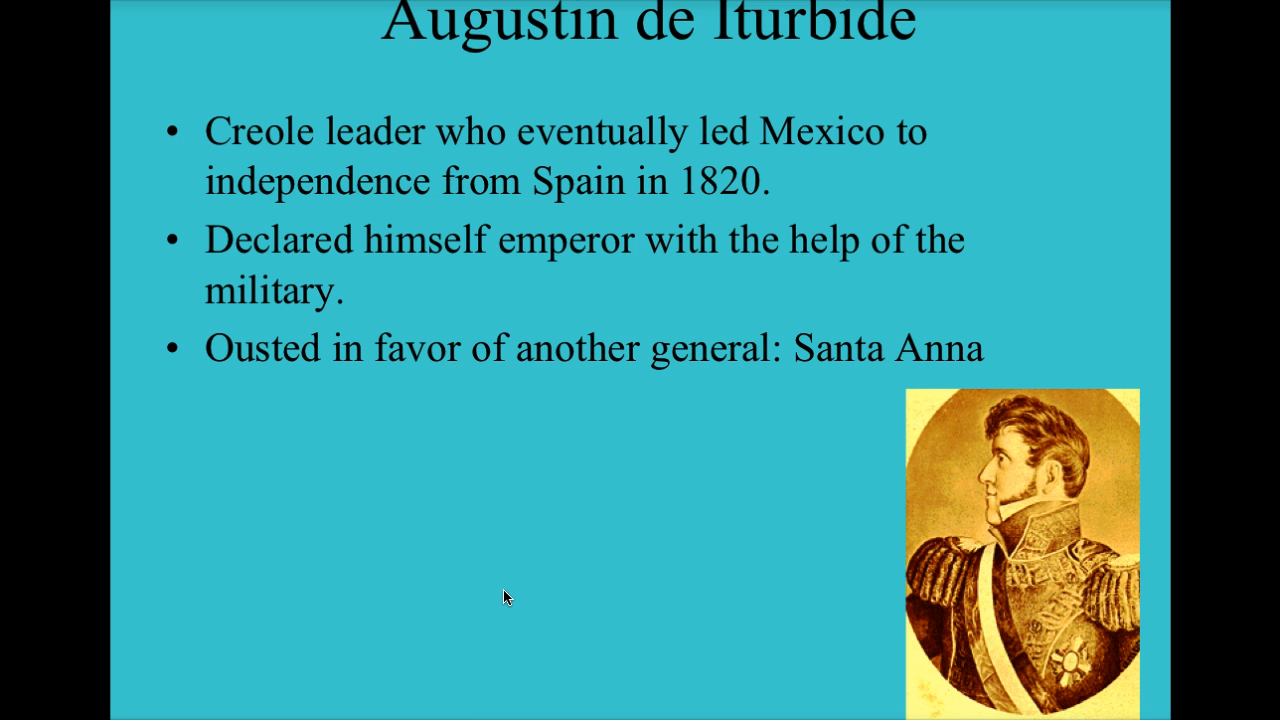 Augustin de Iturbide
• Creole leader who eventually led Mexico to
independence from Spain in 1820.
• Declared himself emperor with the help of the
military.
• Ousted in favor of another general: Santa Anna